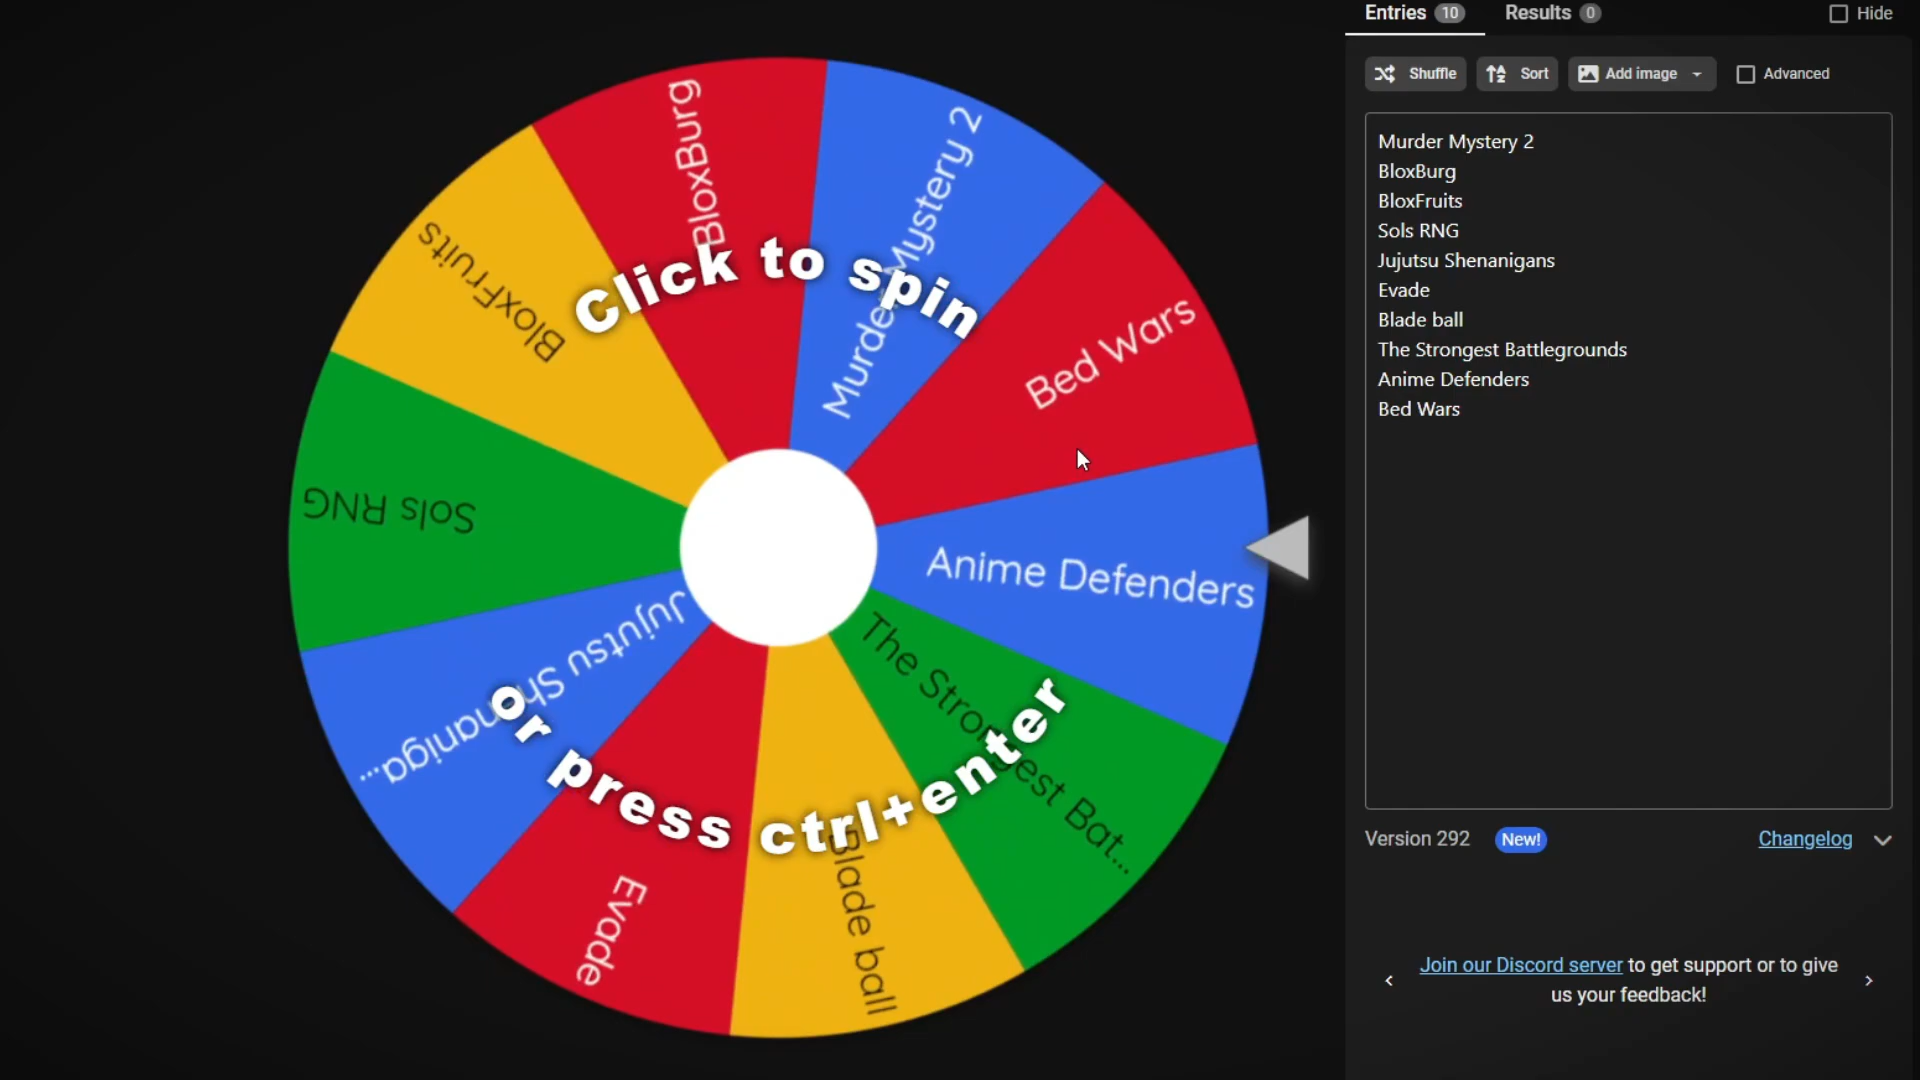 Entries 10 Results 0 Hide
Shuffle Sort Add image Advanced
Murder Mystery 2
BloxBurg
BloxFruits
Sols RNG
Jujutsu Shenanigans
Evade
Blade ball
The Strongest Battlegrounds
Anime Defenders
Bed Wars
Version 292 New! Changelog
Join our Discord server to get support or to give
us your feedback!
Click to spin
or press ctrl+enter
BloxBurg
Murder Mystery 2
Bed Wars
Anime Defenders
The Strongest Bat...
Blade ball
Evade
Jujutsu Shenaniga...
Sols RNG
BloxFruits